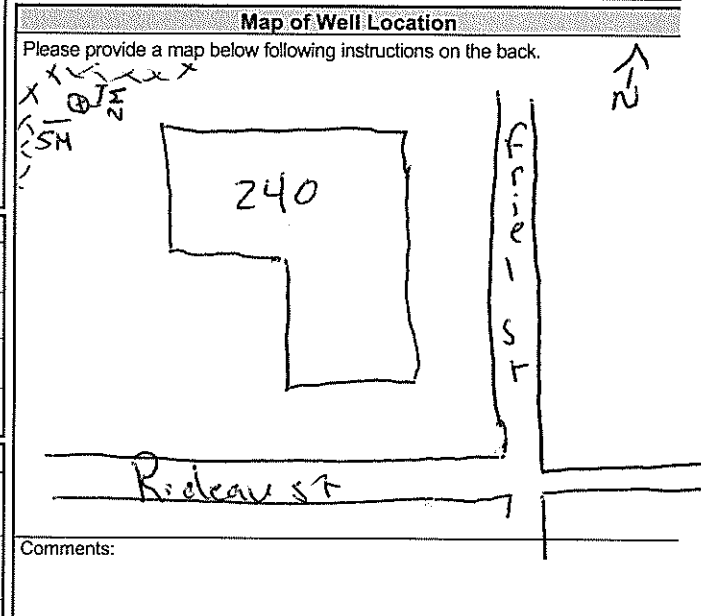 Map of Well Location
Please provide a map below following instructions on the back.
N
2M
5M
240
Friel St
Rideau St
Comments: